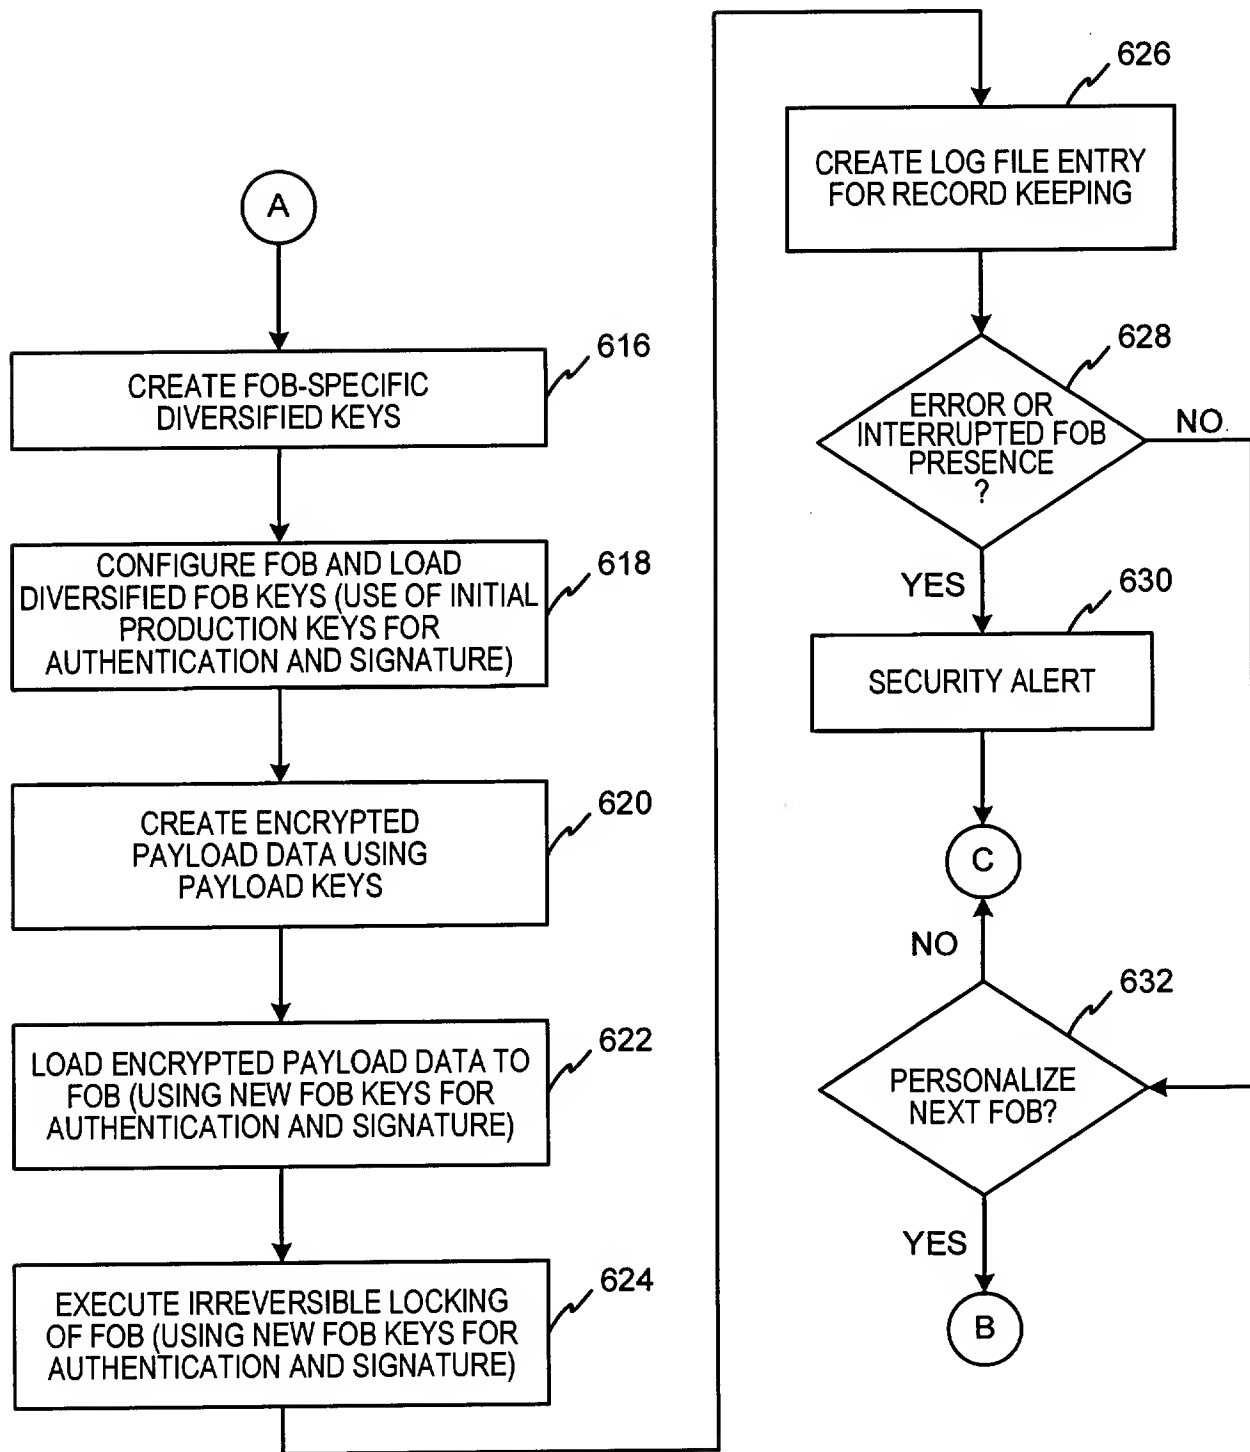 A
616
CREATE FOB-SPECIFIC
DIVERSIFIED KEYS
618
CONFIGURE FOB AND LOAD
DIVERSIFIED FOB KEYS (USE OF INITIAL
PRODUCTION KEYS FOR
AUTHENTICATION AND SIGNATURE)
620
CREATE ENCRYPTED
PAYLOAD DATA USING
PAYLOAD KEYS
622
LOAD ENCRYPTED PAYLOAD DATA TO
FOB (USING NEW FOB KEYS FOR
AUTHENTICATION AND SIGNATURE)
624
EXECUTE IRREVERSIBLE LOCKING
OF FOB (USING NEW FOB KEYS FOR
AUTHENTICATION AND SIGNATURE)
626
CREATE LOG FILE ENTRY
FOR RECORD KEEPING
628
ERROR OR
INTERRUPTED FOB
PRESENCE
?
NO
YES
630
SECURITY ALERT
C
NO
632
PERSONALIZE
NEXT FOB?
YES
B